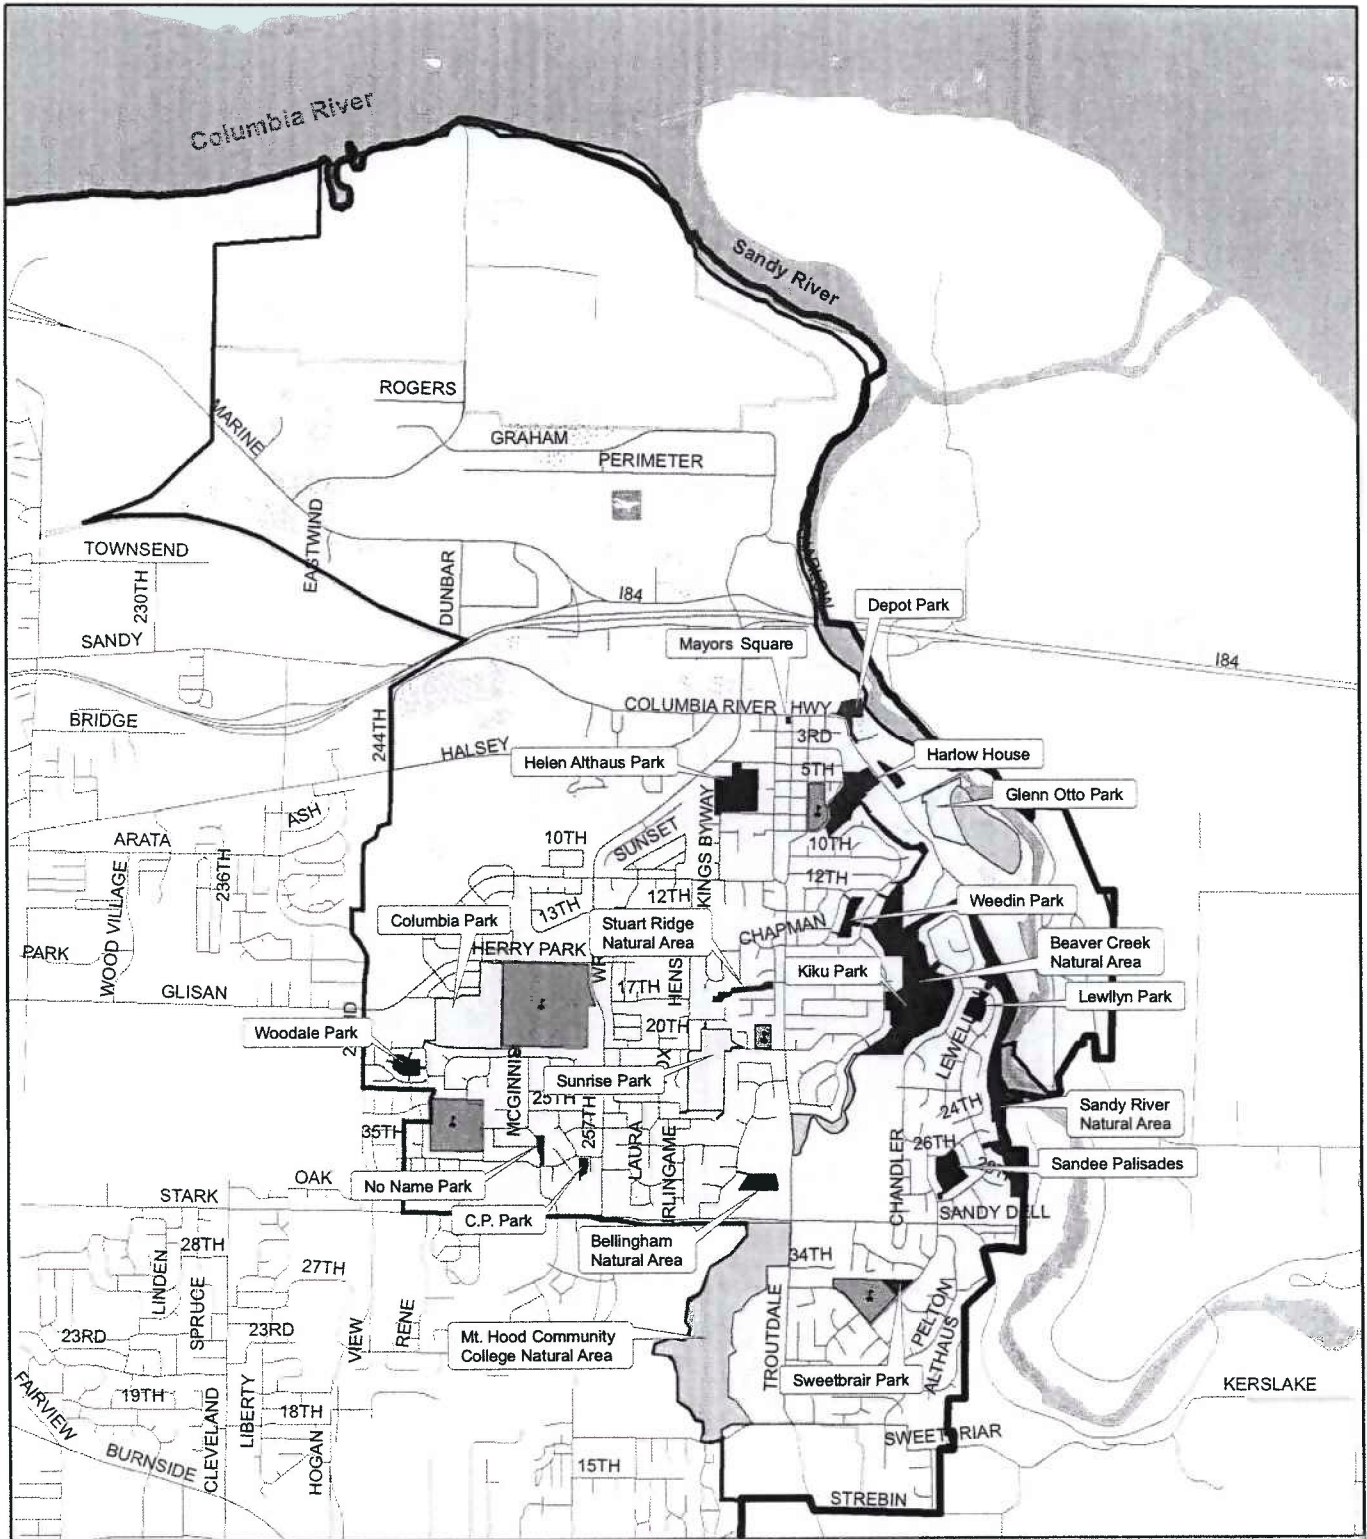 Columbia River
Sandy River
ROGERS
MARINE
GRAHAM
PERIMETER
EASTWIND
TOWNSEND
230TH
DUNBAR
I84
Depot Park
SANDY
Mayors Square
I84
BRIDGE
244TH
COLUMBIA RIVER HWY
3RD
HALSEY
Helen Althaus Park
5TH
Harlow House
Glenn Otto Park
ASH
ARATA
10TH
SUNSET
KINGS BYWAY
10TH
WOOD VILLAGE
236TH
12TH
12TH
13TH
Columbia Park
Stuart Ridge
Natural Area
CHAPMAN
Weedin Park
PARK
CHERRY PARK
Beaver Creek
Natural Area
Kiku Park
GLISAN
17TH
HENS
Lewllyn Park
Woodale Park
20TH
LEWELL
MCGINNIS
Sunrise Park
25TH
24TH
Sandy River
Natural Area
35TH
257TH
LAURA
RLINGAME
CHANDLER
26TH
Sandee Palisades
OAK
No Name Park
STARK
C.P. Park
SANDY DELL
Bellingham
Natural Area
28TH
34TH
LINDEN
SPRUCE
27TH
23RD
23RD
VIEW
RENE
Mt. Hood Community
College Natural Area
TROUTDALE
PELTON
ALTHAUS
Sweetbrair Park
KERSLAKE
19TH
18TH
FAIRVIEW
CLEVELAND
LIBERTY
HOGAN
BURNSIDE
15TH
SWEETBRIAR
STREBIN